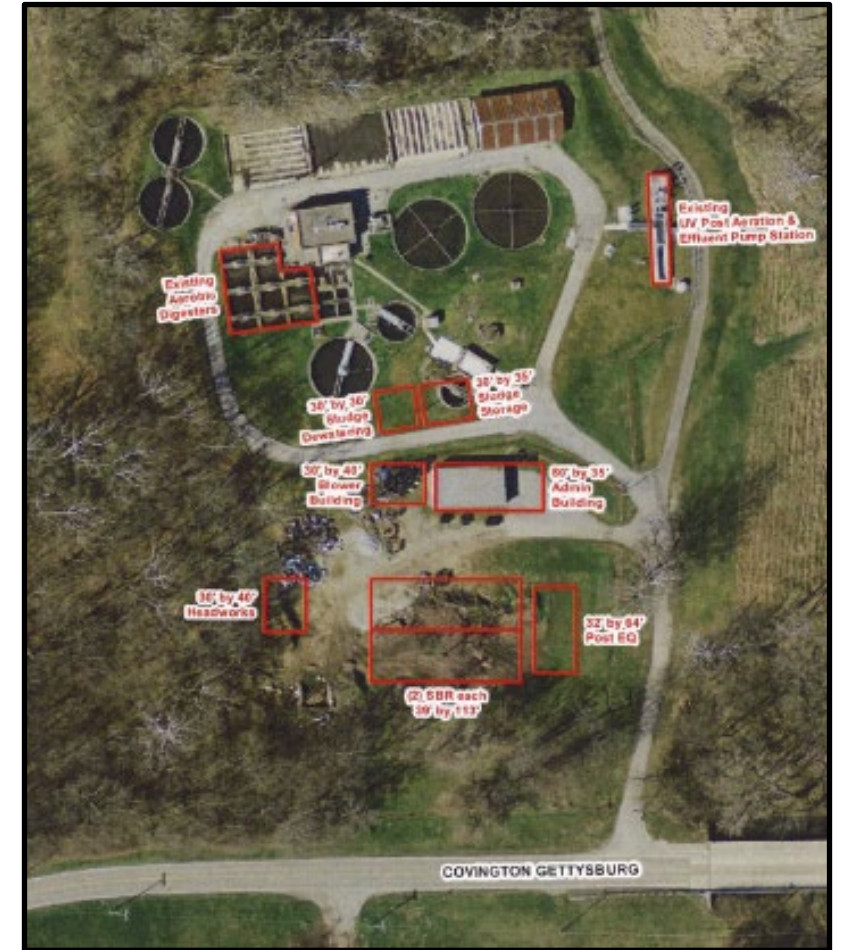 Existing
UV Post Aeration &
Effluent Pump Station
Existing
Aerobic
Digesters
30' by 30'
Sludge
Dewatering
30' by 35'
Sludge
Storage
30' by 40'
Blower
Building
80' by 35'
Admin
Building
30' by 40'
Headworks
32' by 64'
Post EQ
(2) SBR each
39' by 113'
COVINGTON GETTYSBURG